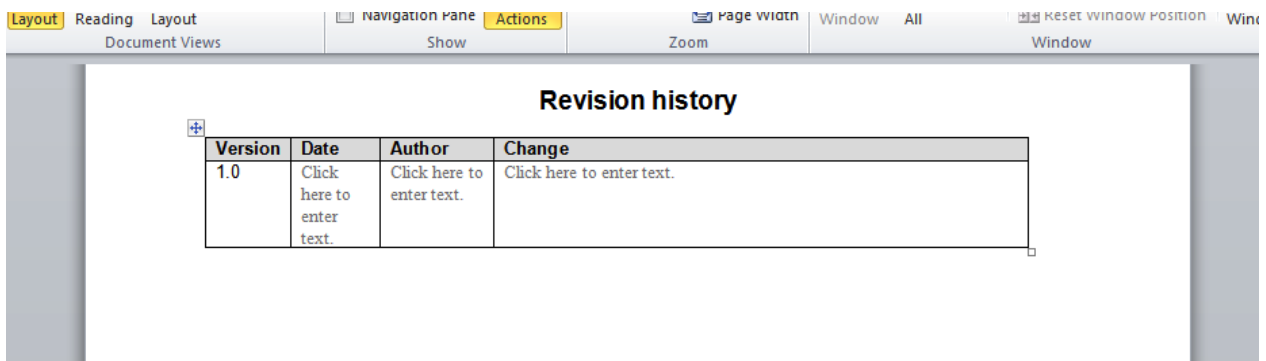 Layout Reading Layout Navigation Pane Actions Page Width Window All Reset Window Position
Document Views Show Zoom Window
Revision history
Version Date Author Change
1.0 Click Click here to Click here to enter text.
here to enter text.
enter
text.